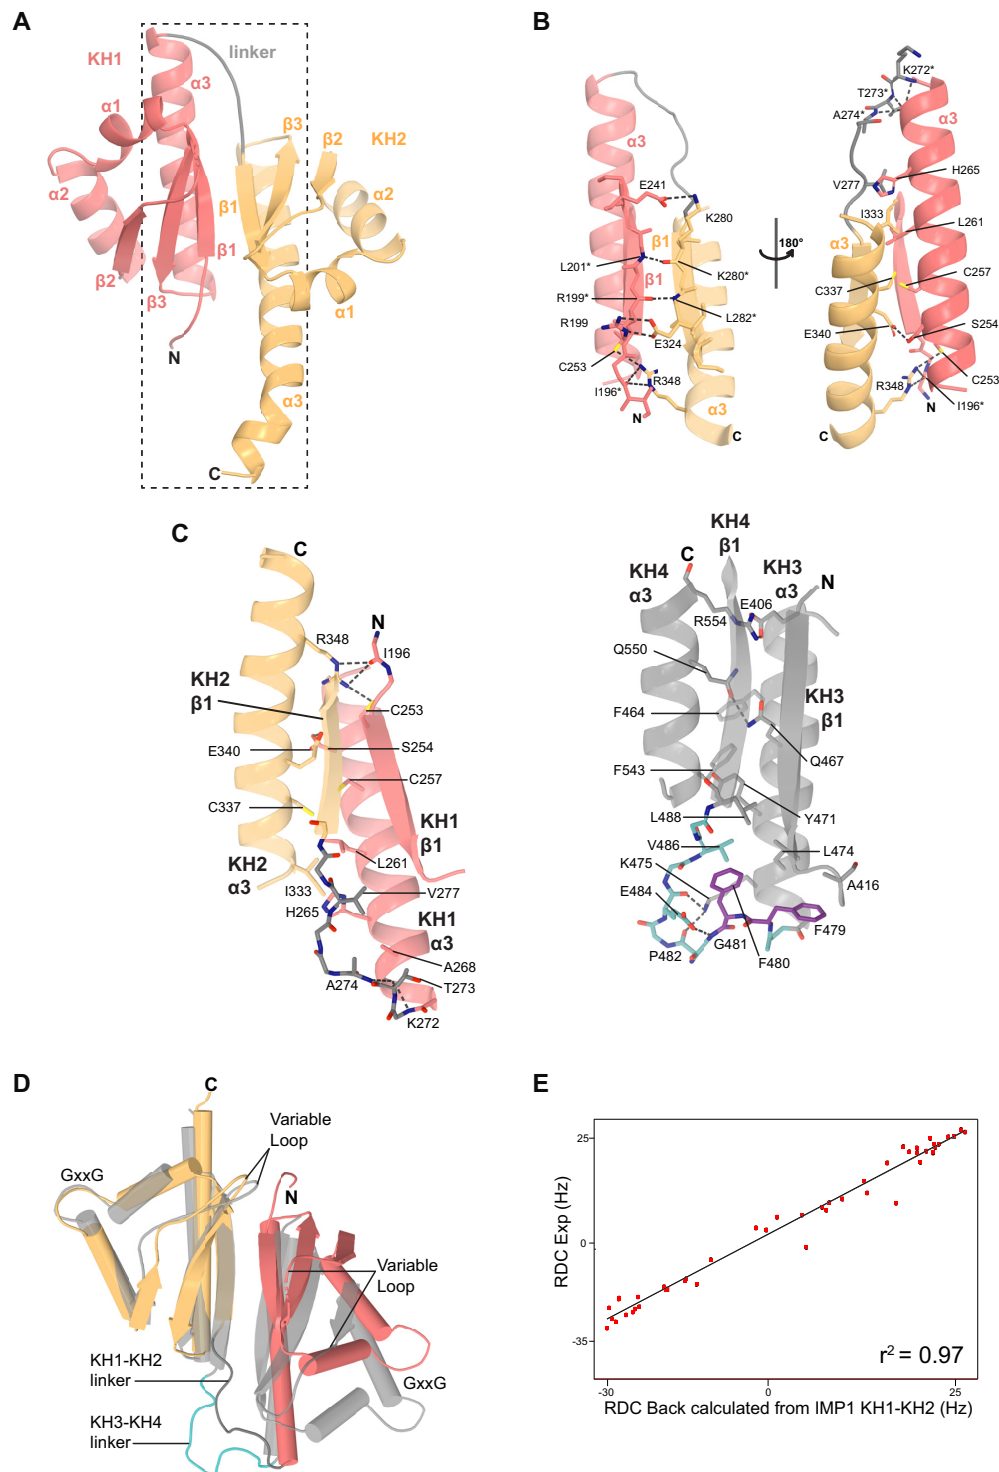 A
KH1
linker
α3
α1
β3
β2
KH2
α2
α2
β1
β1
β2
β3
α1
N
α3
C
B
α3
E241
K280
β1
L201*
β1
K280*
R199*
L282*
R199
E324
C253
R348
I196*
α3
N
C
180°
K272*
T273*
A274*
α3
H265
V277
I333
L261
α3
C257
C337
E340
S254
C253
R348
I196*
N
C
C
C
N
R348
I196
KH2
β1
C253
E340
S254
C257
C337
KH1
β1
L261
KH2
α3
I333
V277
H265
KH1
α3
A268
A274
T273
K272
KH4
β1
KH4
α3
C
KH3
α3
N
E406
R554
Q550
KH3
β1
F464
Q467
F543
L488
Y471
V486
L474
K475
A416
E484
F479
G481
P482
F480
D
C
Variable
Loop
GxxG
N
Variable
Loop
KH1-KH2
linker
GxxG
KH3-KH4
linker
E
RDC Exp (Hz)
25
0
-35
r² = 0.97
-30
0
25
RDC Back calculated from IMP1 KH1-KH2 (Hz)